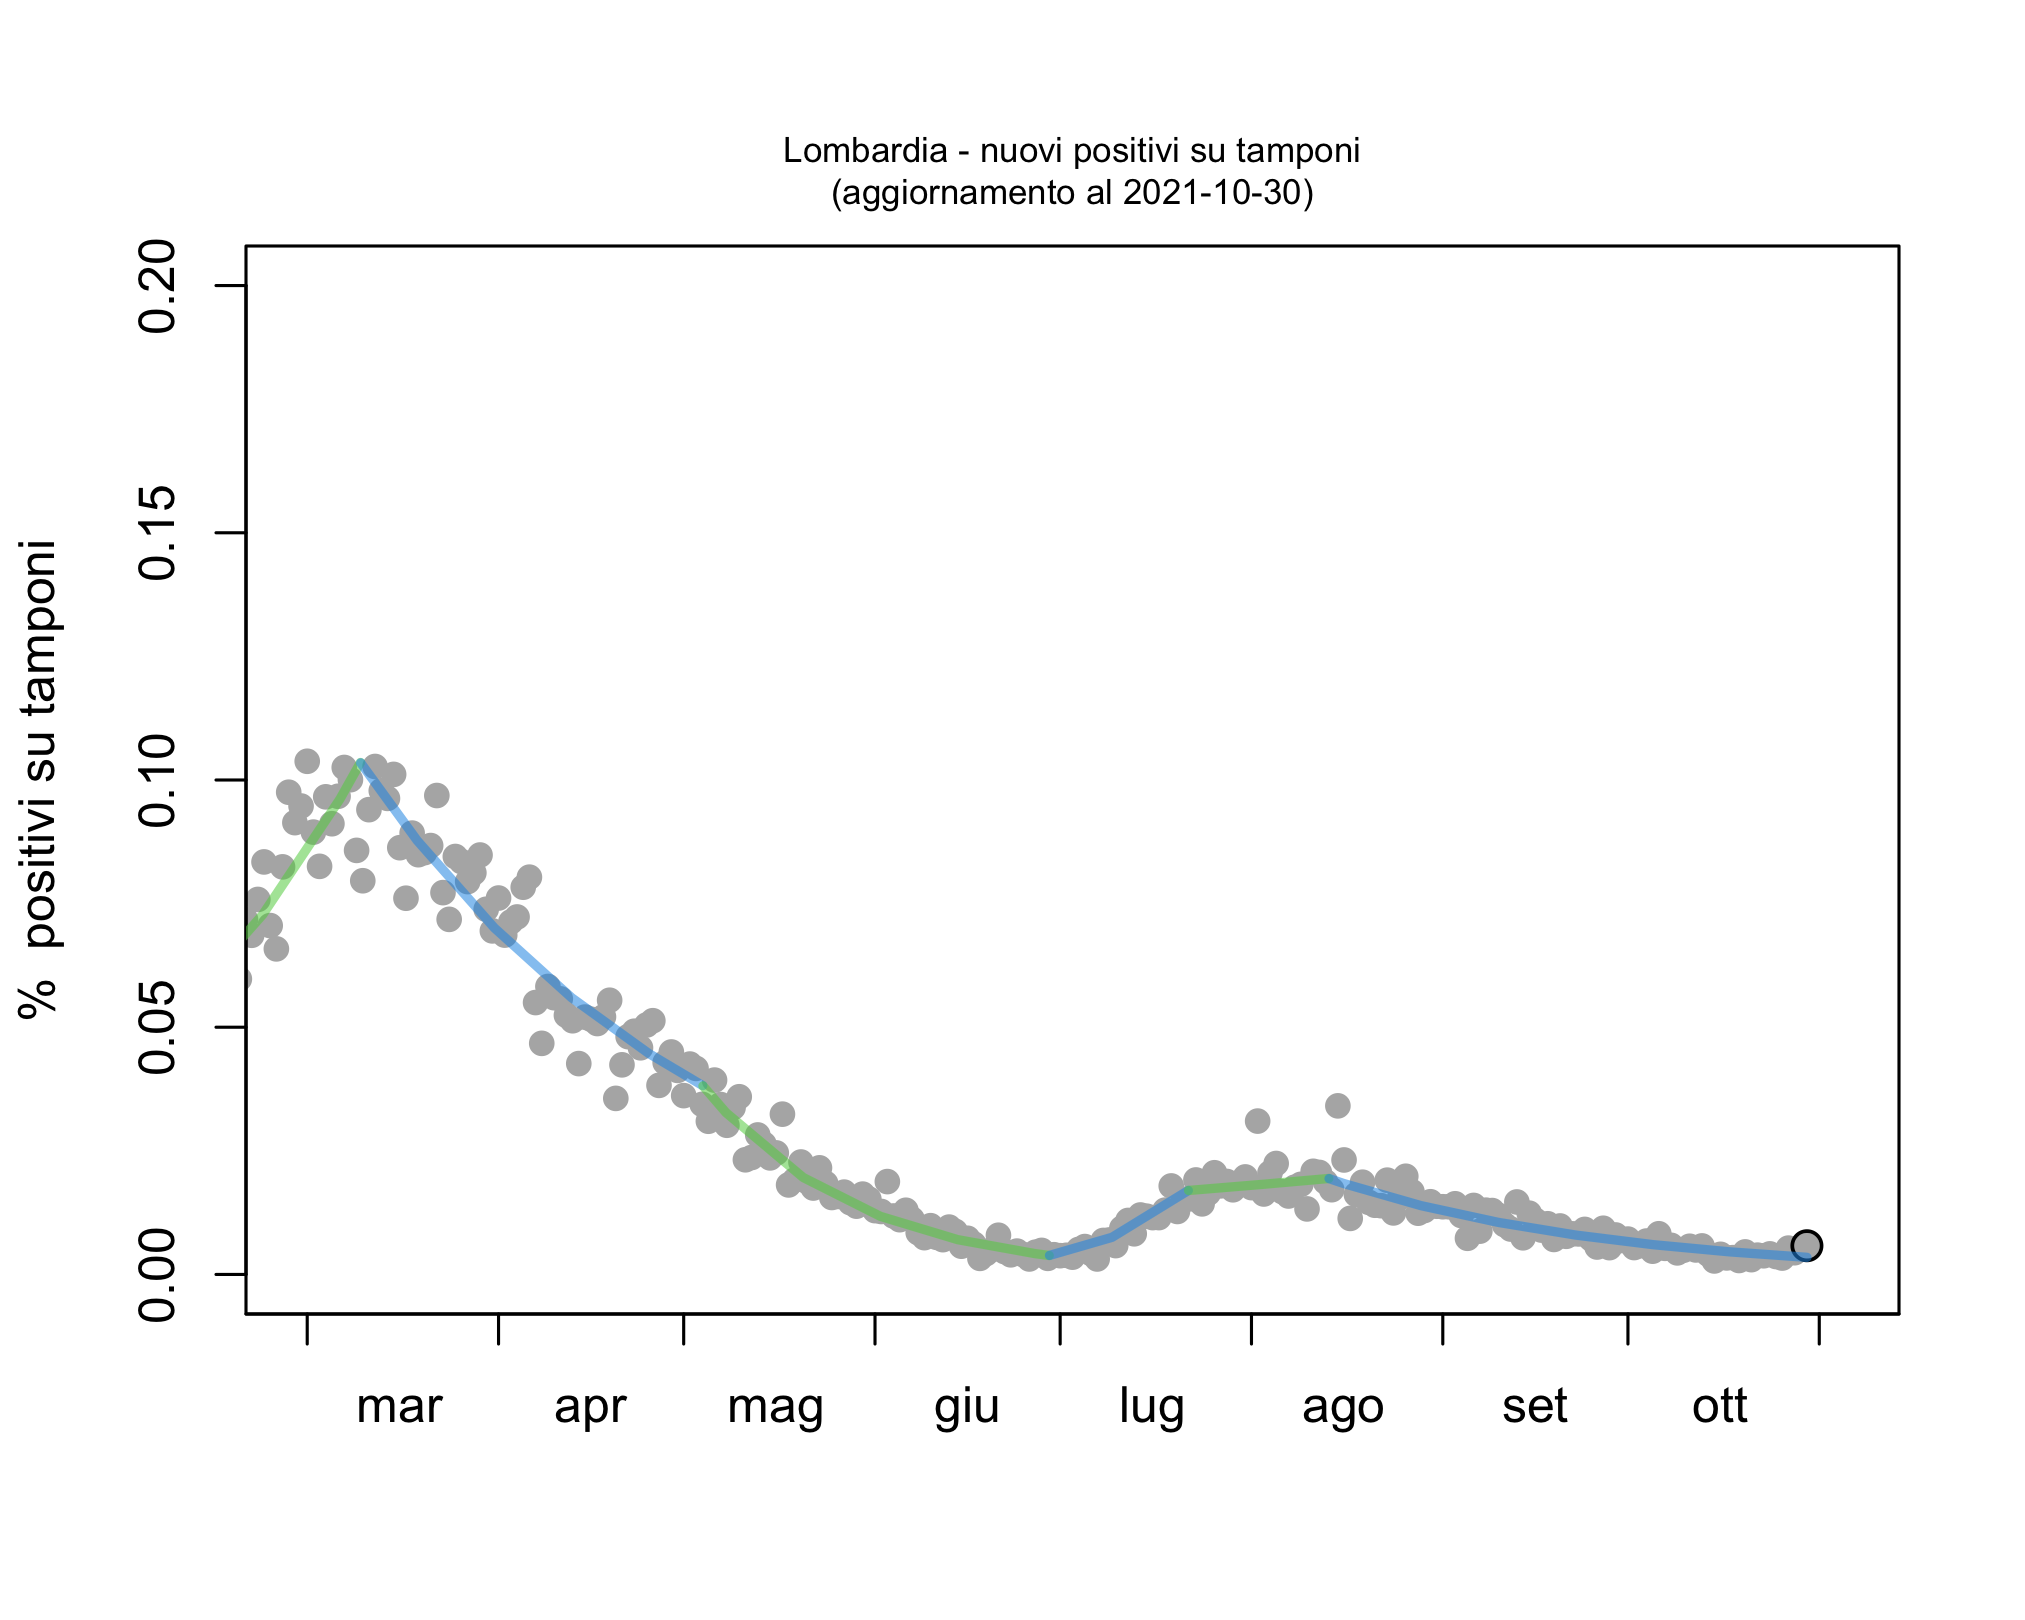 Lombardia - nuovi positivi su tamponi
(aggiornamento al 2021-10-30)
% positivi su tamponi
0.20
0.15
0.10
0.05
0.00
mar apr mag giu lug ago set ott